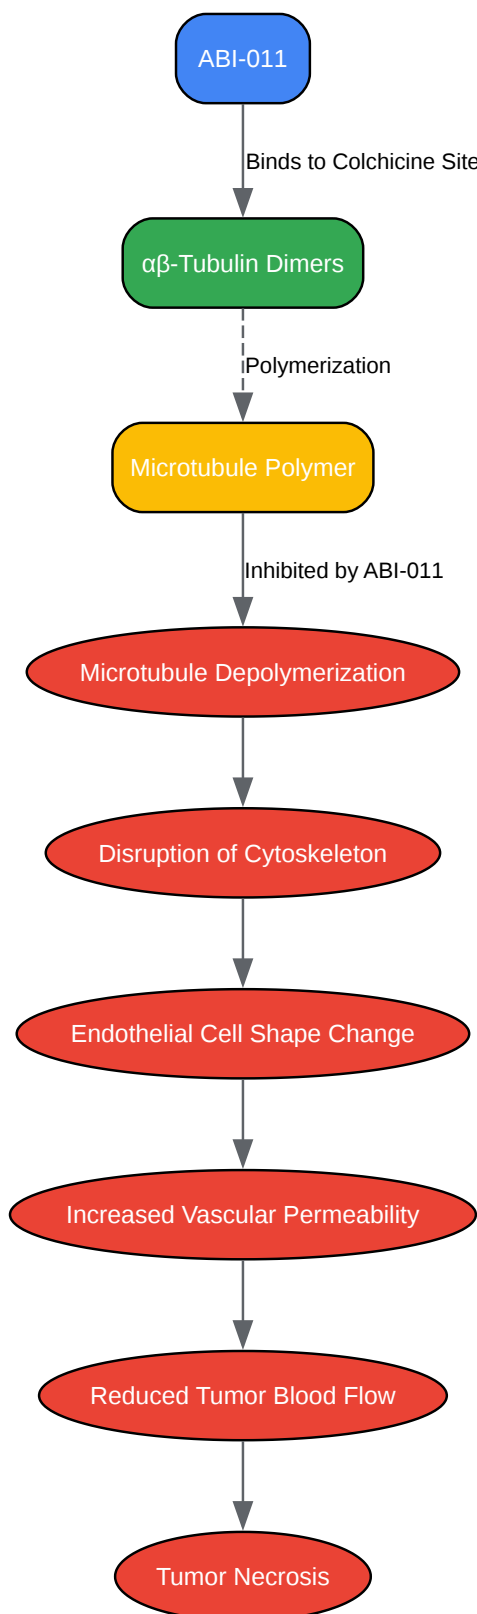 ABI-011
Binds to Colchicine Site
αβ-Tubulin Dimers
Polymerization
Microtubule Polymer
Inhibited by ABI-011
Microtubule Depolymerization
Disruption of Cytoskeleton
Endothelial Cell Shape Change
Increased Vascular Permeability
Reduced Tumor Blood Flow
Tumor Necrosis